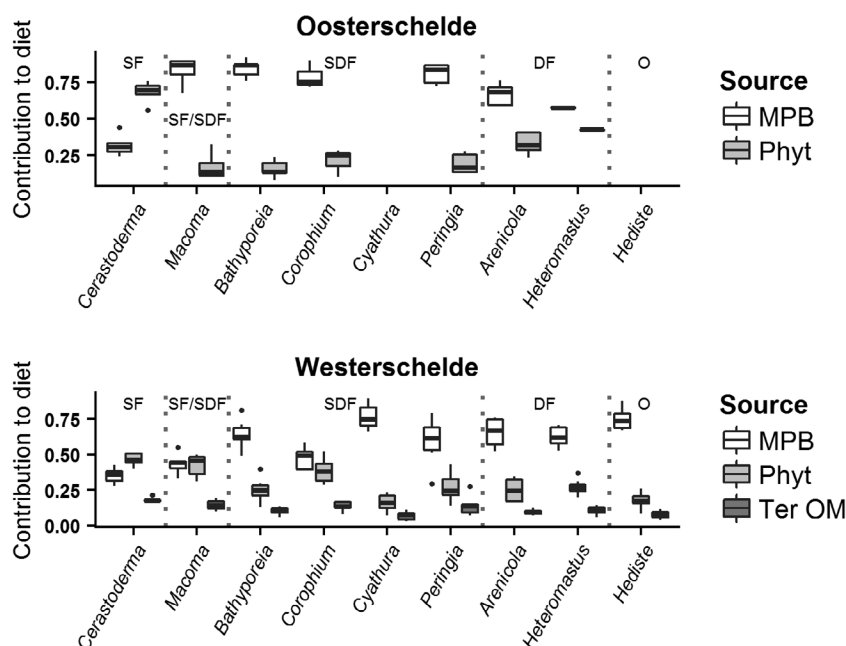 Oosterschelde
Contribution to diet
0.75
0.50
0.25
SF
SF/SDF
SDF
DF
O
Cerastoderma
Macoma
Bathyporeia
Corophium
Cyathura
Peringia
Arenicola
Heteromastus
Hediste
Source
MPB
Phyt
Westerschelde
Contribution to diet
0.75
0.50
0.25
0.00
SF
SF/SDF
SDF
DF
O
Cerastoderma
Macoma
Bathyporeia
Corophium
Cyathura
Peringia
Arenicola
Heteromastus
Hediste
Source
MPB
Phyt
Ter OM